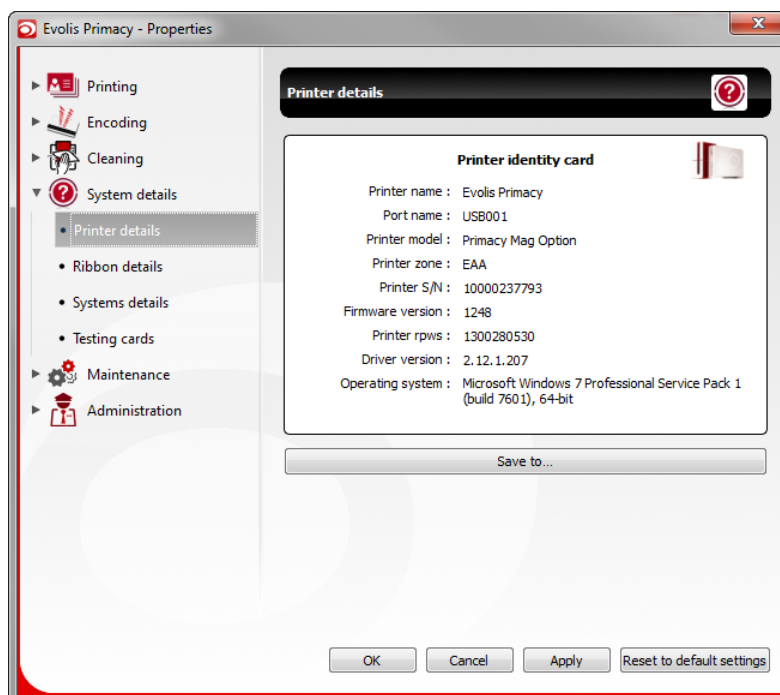 Evolis Primacy - Properties
Printing
Encoding
Cleaning
System details
Printer details
Ribbon details
Systems details
Testing cards
Maintenance
Administration
Printer details
Printer identity card
Printer name : Evolis Primacy
Port name : USB001
Printer model : Primacy Mag Option
Printer zone : EAA
Printer S/N : 10000237793
Firmware version : 1248
Printer rpws : 1300280530
Driver version : 2.12.1.207
Operating system : Microsoft Windows 7 Professional Service Pack 1
(build 7601), 64-bit
Save to...
OK
Cancel
Apply
Reset to default settings